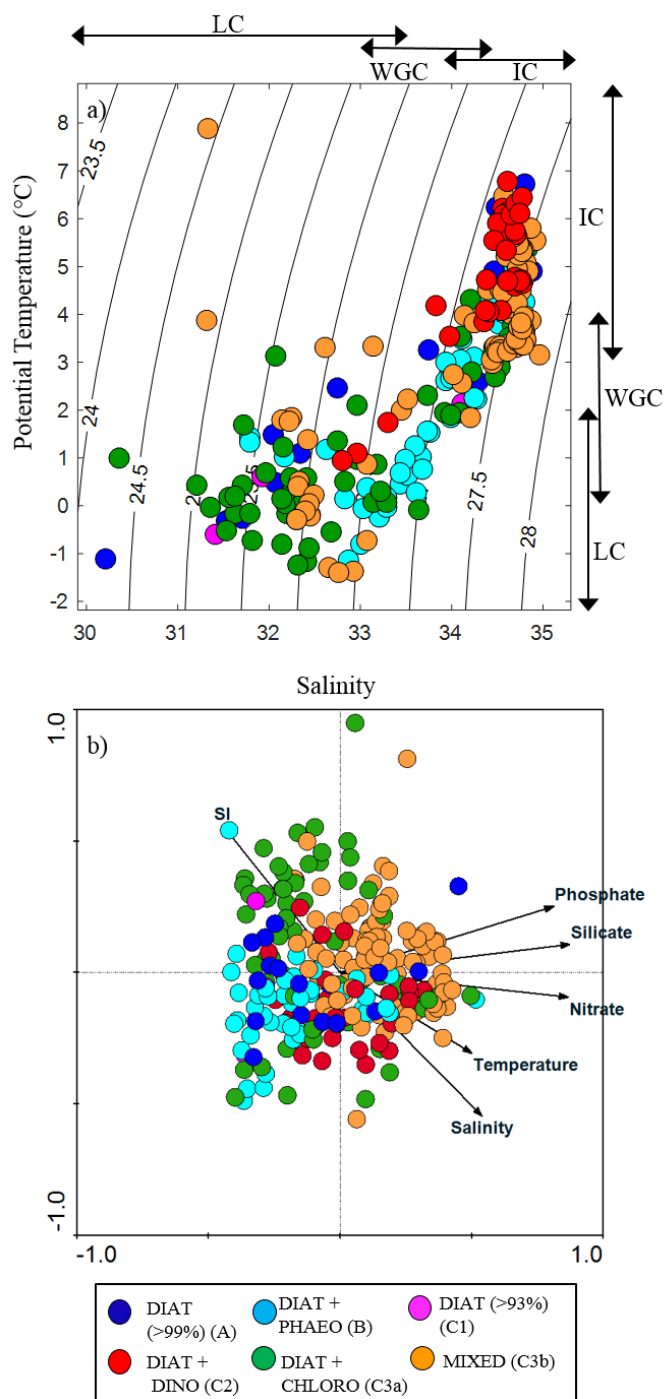 LC
WGC
IC
a)
8
7
6
5
4
3
2
1
0
-1
-2
Potential Temperature (°C)
23.5
24
24.5
27.5
28
IC
WGC
LC
30 31 32 33 34 35
Salinity
1.0
b)
SI
Phosphate
Silicate
Nitrate
Temperature
Salinity
-1.0
-1.0 1.0
DIAT
(>99%) (A)
DIAT +
PHAEO (B)
DIAT (>93%)
(C1)
DIAT +
DINO (C2)
DIAT +
CHLORO (C3a)
MIXED (C3b)